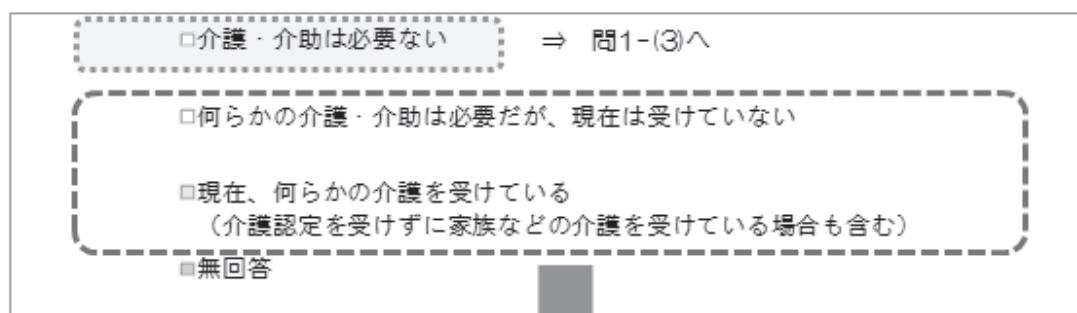 □介護・介助は必要ない ⇒ 問1-(3)へ
□何らかの介護・介助は必要だが、現在は受けていない
□現在、何らかの介護を受けている
（介護認定を受けずに家族などの介護を受けている場合も含む）
□無回答